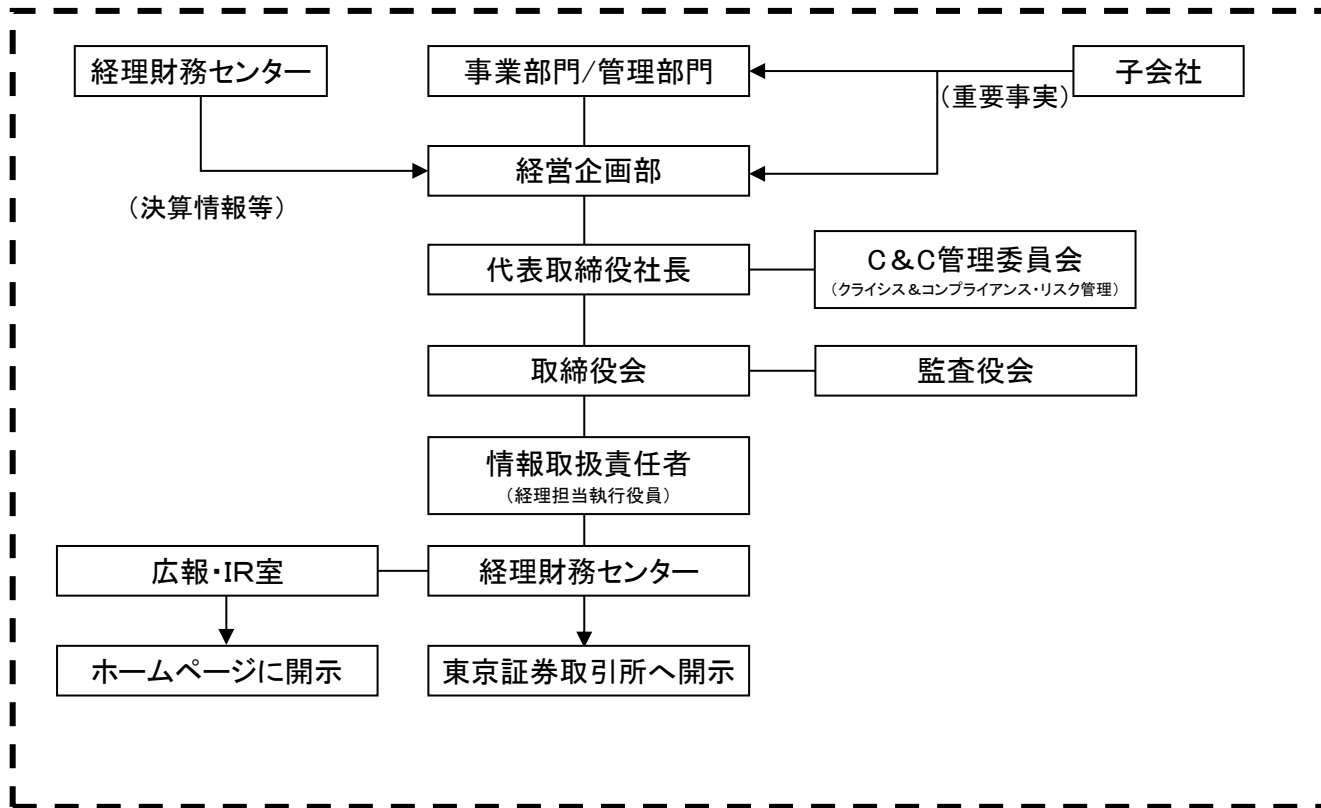 経理財務センター
事業部門/管理部門
子会社
（重要事実）
経営企画部
（決算情報等）
代表取締役社長
C＆C管理委員会
（クライシス＆コンプライアンス・リスク管理）
取締役会
監査役会
情報取扱責任者
（経理担当執行役員）
広報・IR室
経理財務センター
ホームページに開示
東京証券取引所へ開示